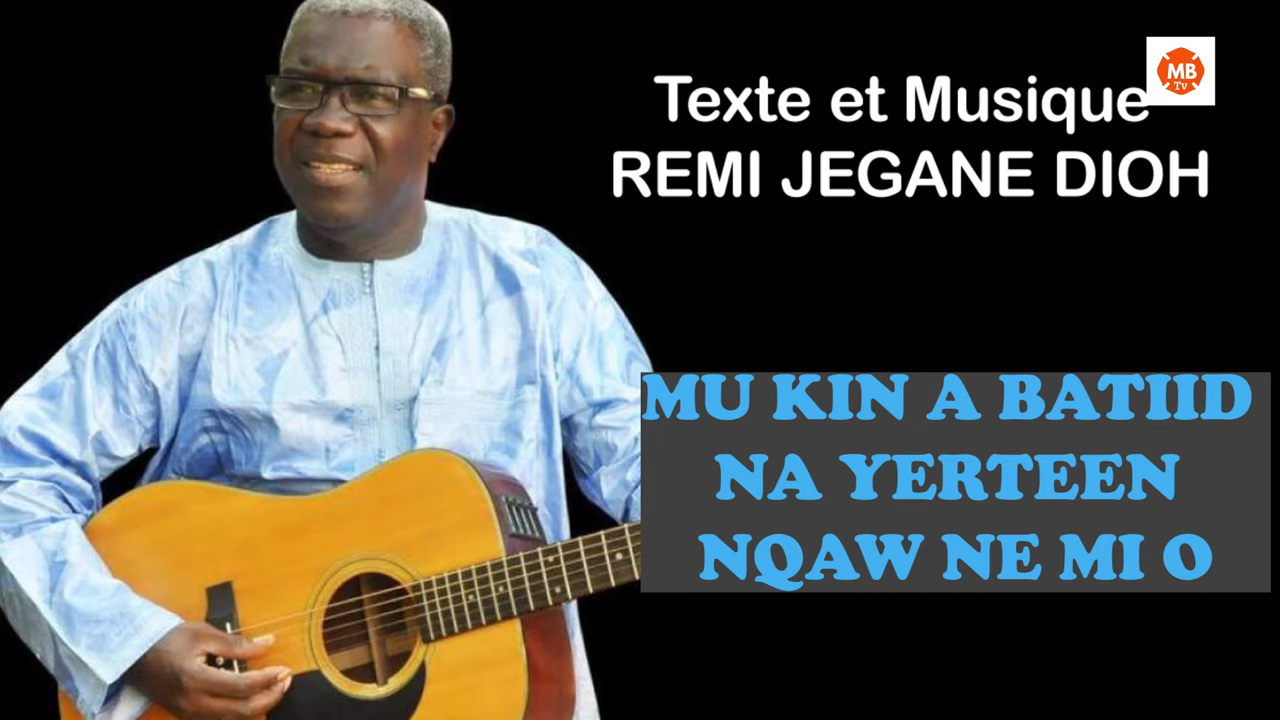 MB
Tv
Texte et Musique
REMI JEGANE DIOH
MU KIN A BATIID
NA YERTEEN
NQAW NE MI O